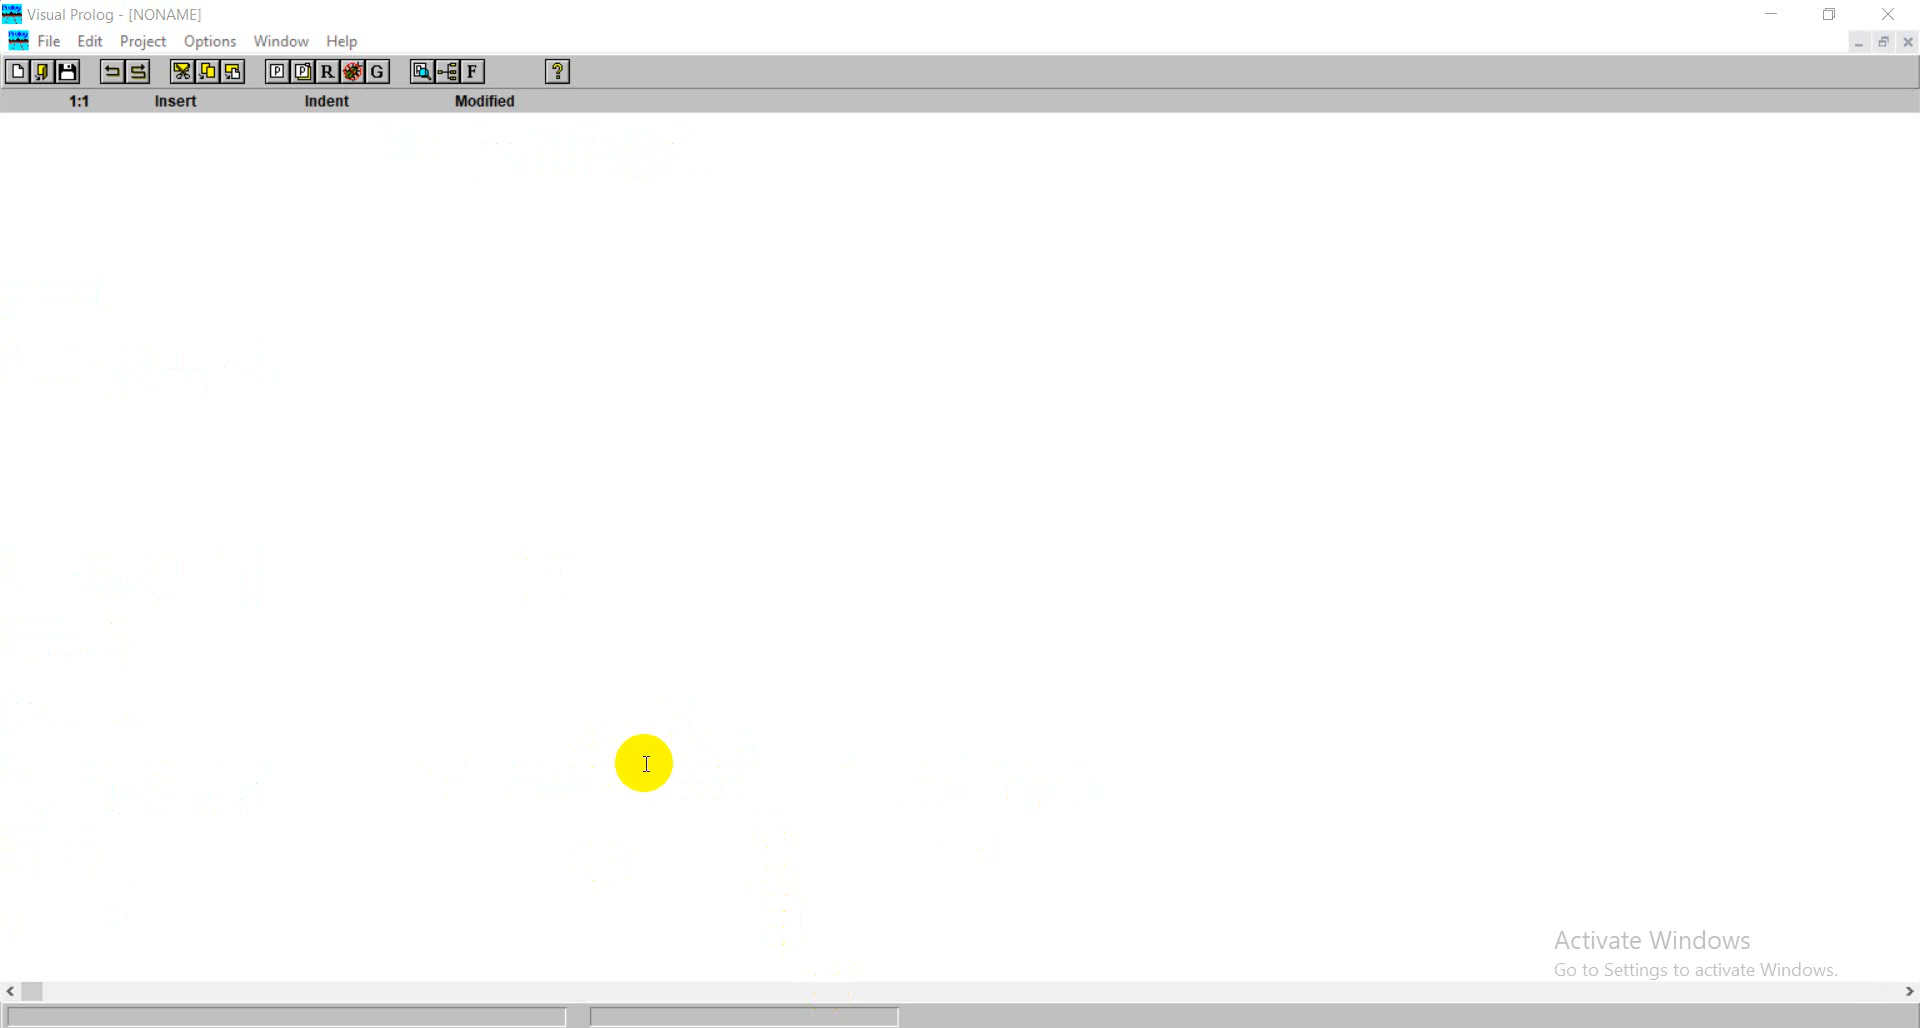 Visual Prolog - [NONAME]
File Edit Project Options Window Help
P P R G F ?
1:1 Insert Indent Modified
Activate Windows
Go to Settings to activate Windows.